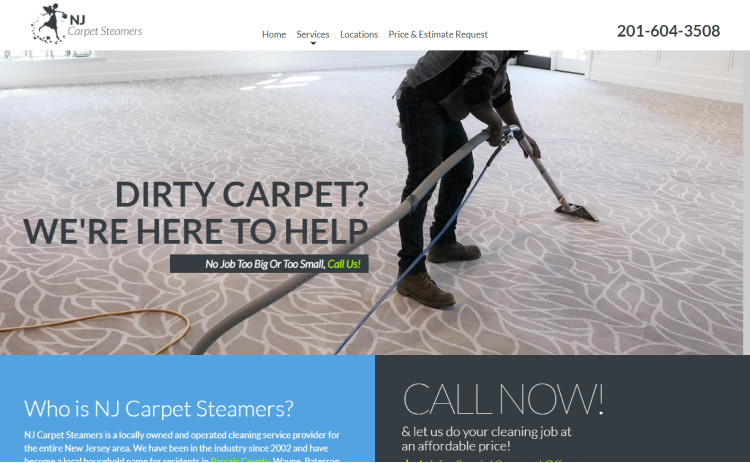 NJ
Carpet Steamers
Home Services Locations Price & Estimate Request
201-604-3508
DIRTY CARPET?
WE'RE HERE TO HELP
No Job Too Big Or Too Small, Call Us!
Who is NJ Carpet Steamers?
NJ Carpet Steamers is a locally owned and operated cleaning service provider for
the entire New Jersey area. We have been in the industry since 2002 and have
become a local household name for residents in Passaic County, Wayne, Paterson,
CALL NOW!
& let us do your cleaning job at
an affordable price!